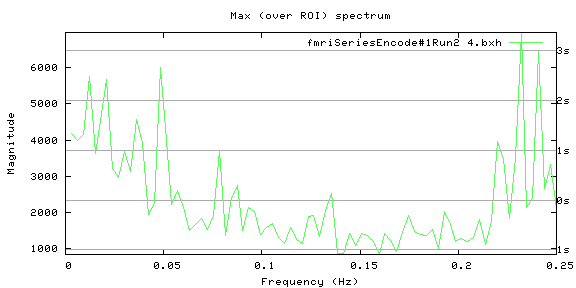 Max (over ROI) spectrum
fmriSeriesEncode#1Run2 4.bxh
6000
5000
4000
3000
2000
1000
3s
2s
1s
0s
1s
Magnitude
0 0.05 0.1 0.15 0.2 0.25
Frequency (Hz)